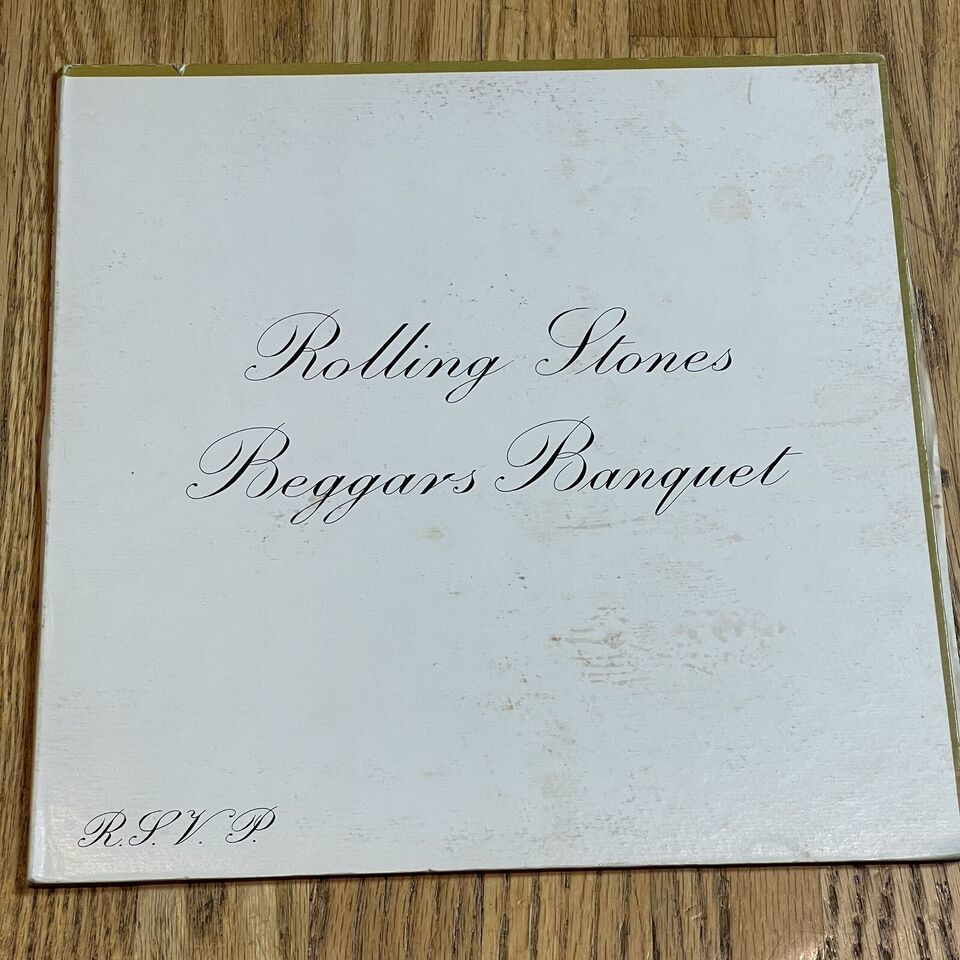 Rolling Stones
Beggars Banquet
R.S.V.P.